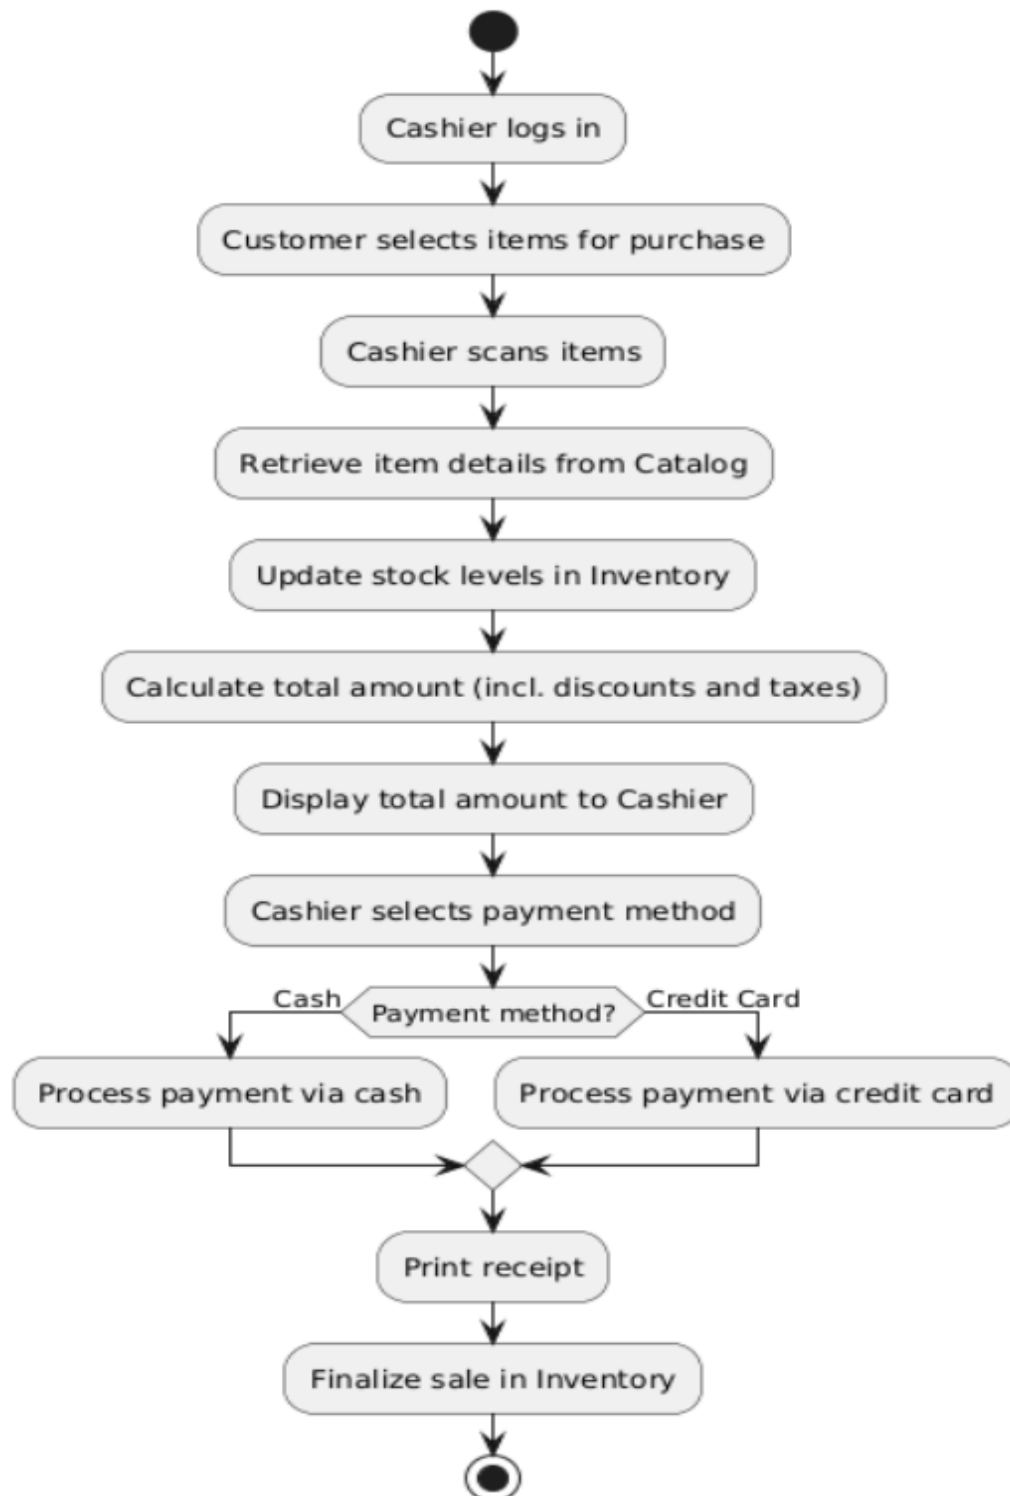 Cashier logs in
Customer selects items for purchase
Cashier scans items
Retrieve item details from Catalog
Update stock levels in Inventory
Calculate total amount (incl. discounts and taxes)
Display total amount to Cashier
Cashier selects payment method
Cash
Payment method?
Credit Card
Process payment via cash
Process payment via credit card
Print receipt
Finalize sale in Inventory